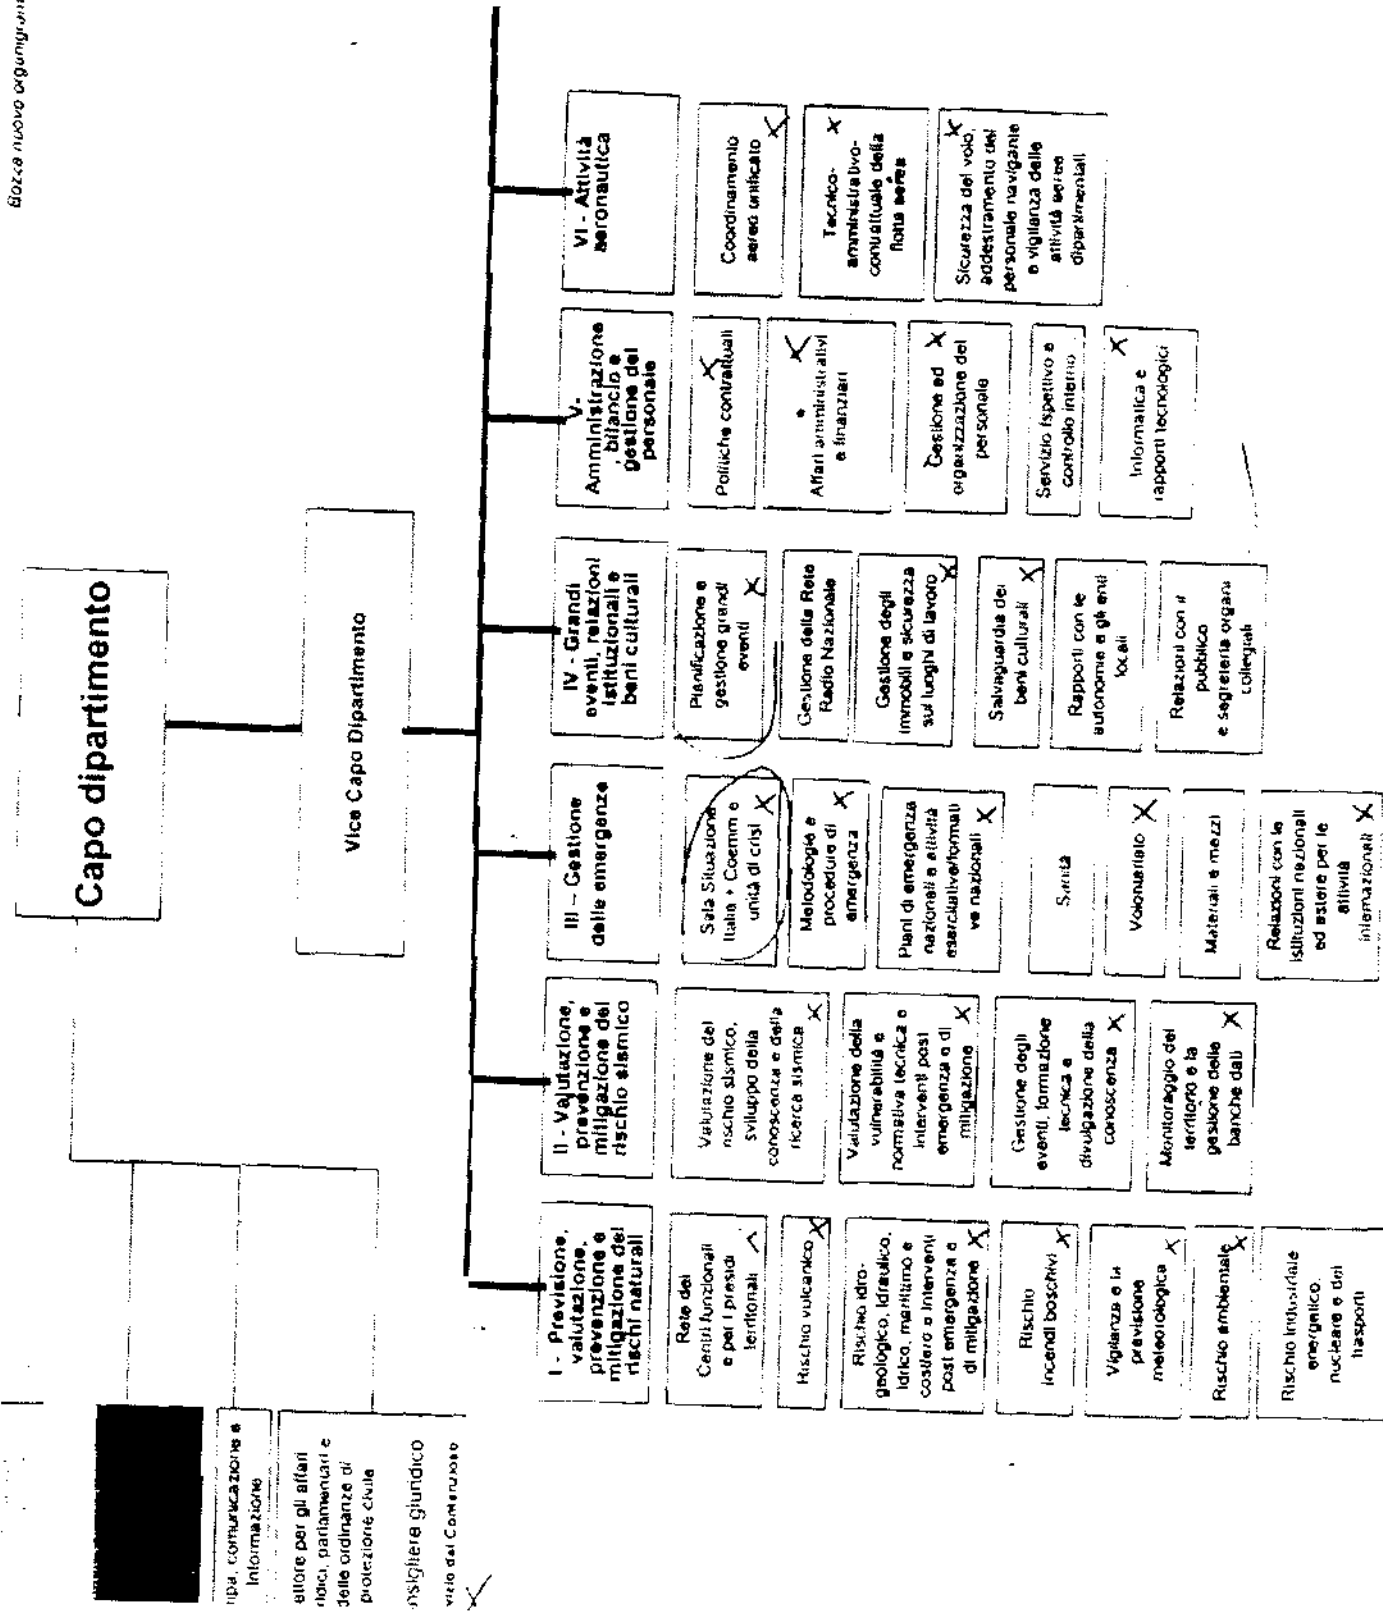 Bozza nuovo
Capo dipartimento
Vice Capo Dipartimento
comunicazione e
Informazione
per gli affari
parlamentari e
delle ordinanze di
protezione civile
giuridico
del Contenzioso
I - Previsione,
valutazione,
prevenzione e
mitigazione dei
rischi naturali
Rete dei
Centri funzionali
e per i presidi
territoriali
Rischio vulcanico
Rischio idro-
geologico, idraulico,
idrico, marittimo e
costiero e interventi
post emergenza e
di mitigazione
Rischio
incendi boschivi
Vigilanza e la
previsione
meteorologica
Rischio ambientale
Rischio industriale
energetico,
nucleare e dei
trasporti
II - Valutazione,
prevenzione e
mitigazione del
rischio sismico
Valutazione del
rischio sismico,
sviluppo della
conoscenza e della
ricerca sismica
Valutazione della
vulnerabilità e
normativa tecnica e
interventi post
emergenza e di
mitigazione
Gestione degli
eventi, formazione
tecnica e
divulgazione della
conoscenza
Monitoraggio del
territorio e la
gestione delle
banche dati
III – Gestione
delle emergenze
Sala Situazione
Italia + Coemm e
unità di crisi
Metodologie e
procedure di
emergenza
Piani di emergenza
nazionali e attività
esercitative/formati
ve nazionali
Sanità
Volontariato
Materiali e mezzi
Relazioni con le
istituzioni nazionali
ed estere per le
attività
internazionali
IV - Grandi
eventi, relazioni
istituzionali e
beni culturali
Pianificazione e
gestione grandi
eventi
Gestione della Rete
Radio Nazionale
Gestione degli
immobili e sicurezza
sui luoghi di lavoro
Salvaguardia dei
beni culturali
Rapporti con le
autonomie e gli enti
locali
Relazioni con il
pubblico
e segreteria organi
collegiali
V-
Amministrazione
, bilancio e
gestione del
personale
Politiche contrattuali
Affari amministrativi
e
e finanziari
Gestione ed
organizzazione del
personale
Servizio ispettivo e
controllo interno
Informatica e
rapporti tecnologici
VI - Attività
aeronautica
Coordinamento
aereo unificato
Tecnico-
amministrativo-
contrattuale della
flotta aerea
Sicurezza del volo,
addestramento del
personale navigante
e vigilanza delle
attività aeree
dipartimentali